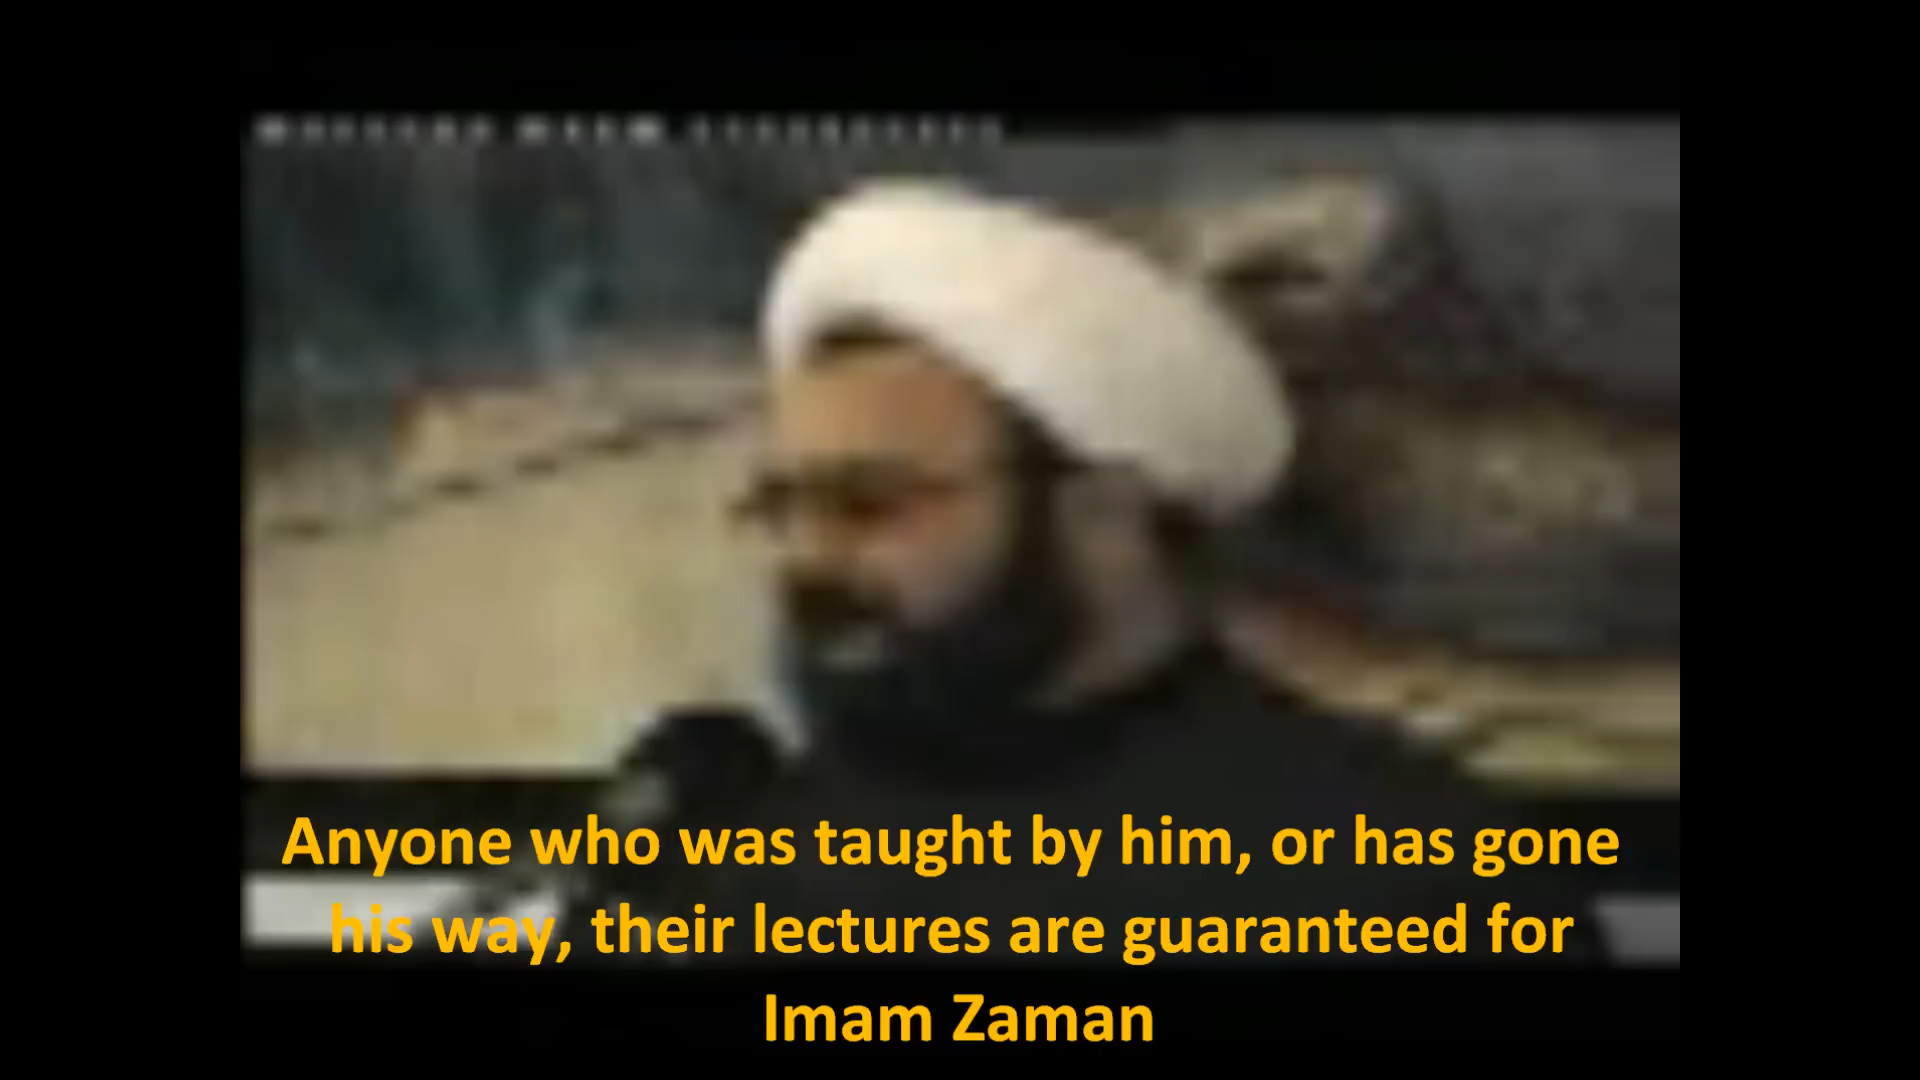 Anyone who was taught by him, or has gone
his way, their lectures are guaranteed for
Imam Zaman